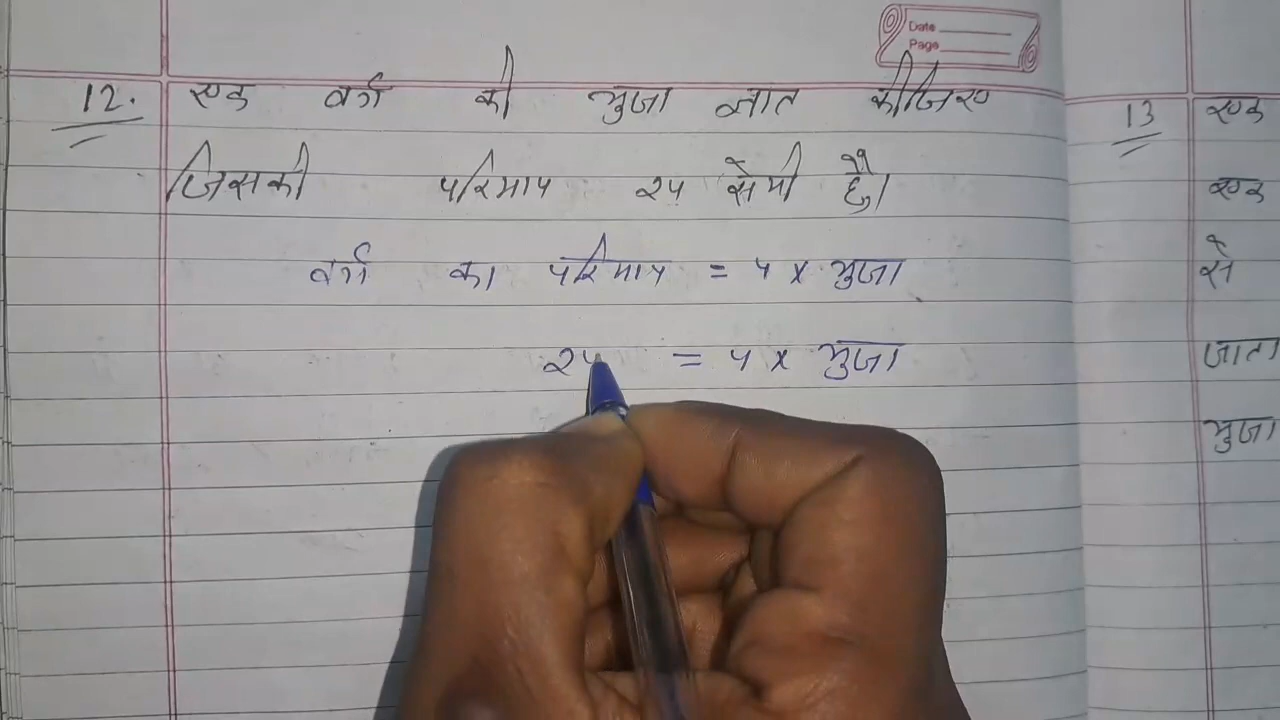 Date
Page
12. एक वर्ग की भुजा ज्ञात कीजिए
जिसकी परिमाप 24 सेमी है।
वर्ग का परिमाप = 4 x भुजा
24 = 4 x भुजा
13 एक
एक
से
जाता
भुजा